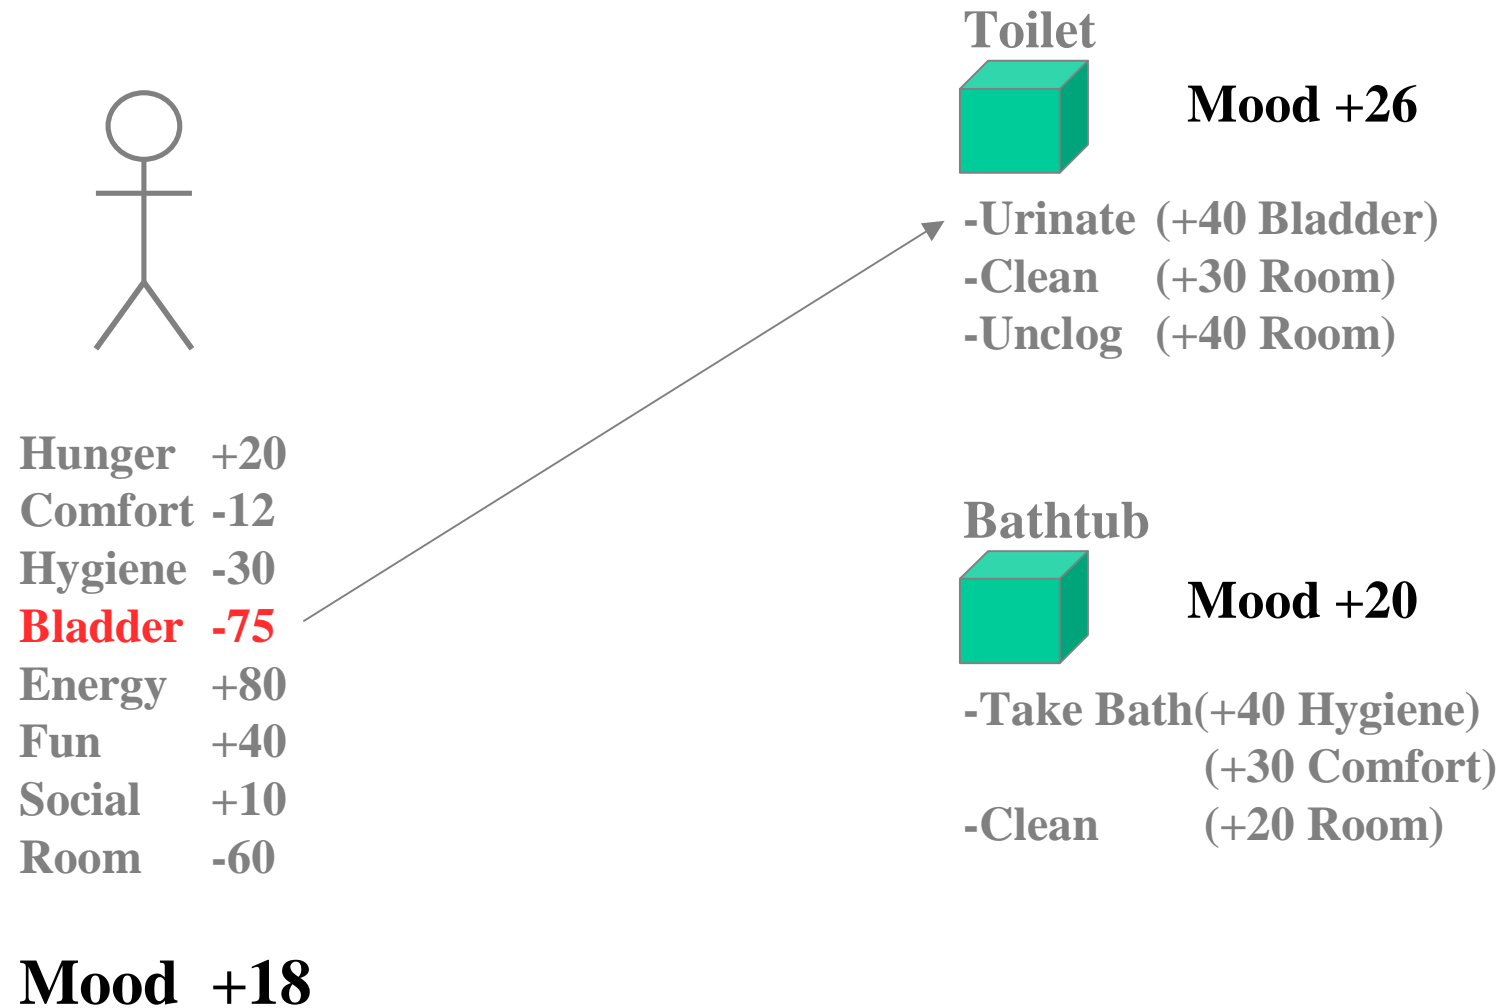 Toilet
Mood +26
-Urinate (+40 Bladder)
-Clean (+30 Room)
-Unclog (+40 Room)
Hunger +20
Comfort -12
Hygiene -30
Bladder -75
Energy +80
Fun +40
Social +10
Room -60
Mood +18
Bathtub
Mood +20
-Take Bath(+40 Hygiene)
(+30 Comfort)
-Clean (+20 Room)